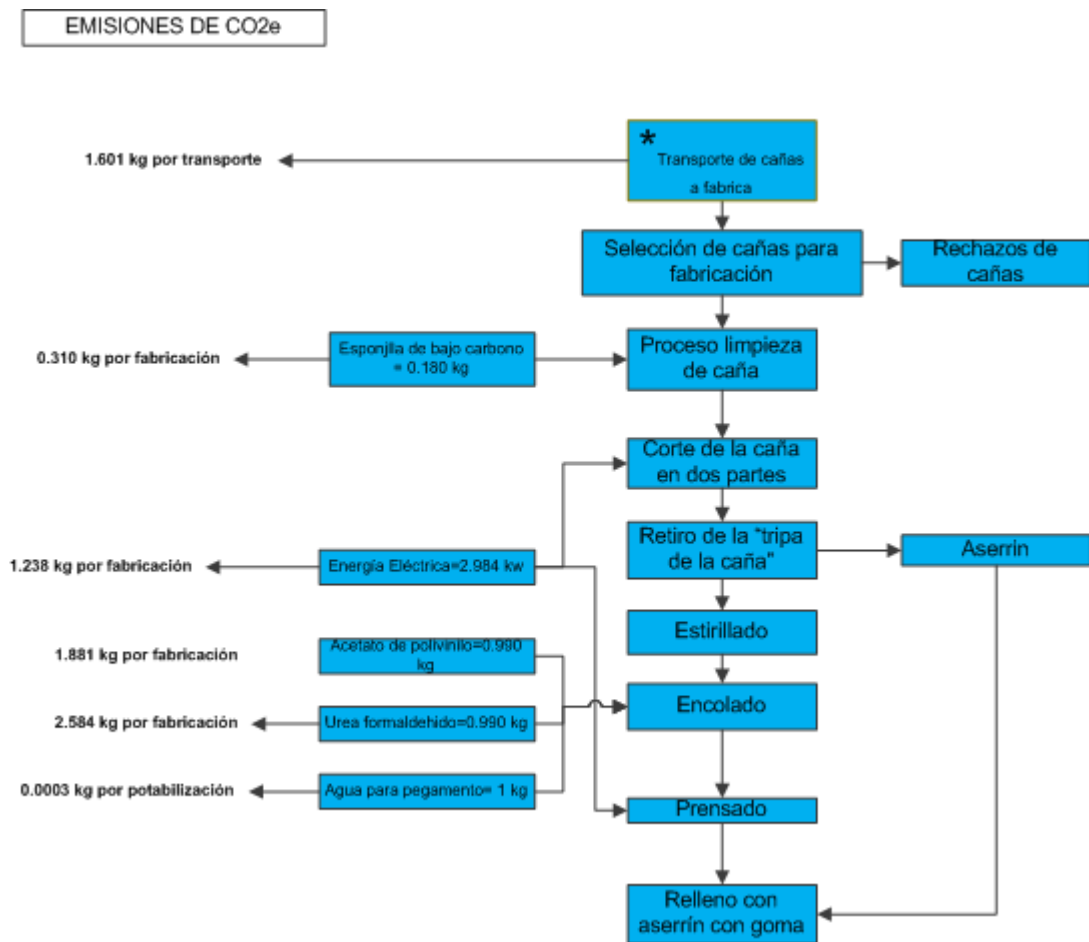 EMISIONES DE CO2e
*
Transporte de cañas
a fabrica
1.601 kg por transporte
Selección de cañas para
fabricación
Rechazos de
cañas
0.310 kg por fabricación
Esponjlla de bajo carbono
= 0.180 kg
Proceso limpieza
de caña
Corte de la caña
en dos partes
Retiro de la "tripa
de la caña"
Aserrin
1.238 kg por fabricación
Energía Eléctrica=2.984 kw
Estirillado
1.881 kg por fabricación
Acetato de polivinilo=0.990
kg
Encolado
2.584 kg por fabricación
Urea formaldehido=0.990 kg
0.0003 kg por potabilización
Agua para pegamento= 1 kg
Prensado
Relleno con
aserrín con goma